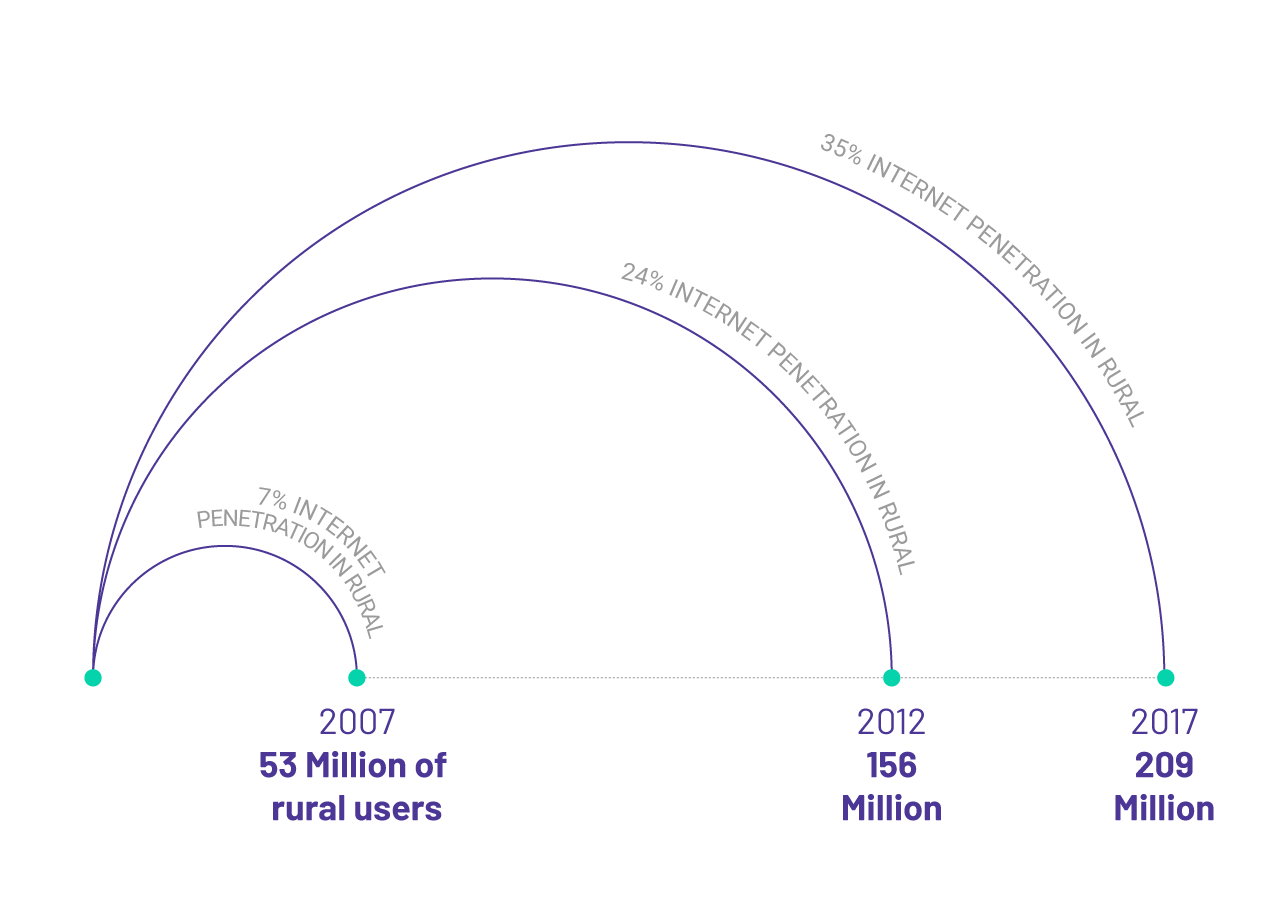 35% INTERNET PENETRATION IN RURAL
24% INTERNET PENETRATION IN RURAL
7% INTERNET
PENETRATION IN RURAL
2007
53 Million of
rural users
2012
156
Million
2017
209
Million